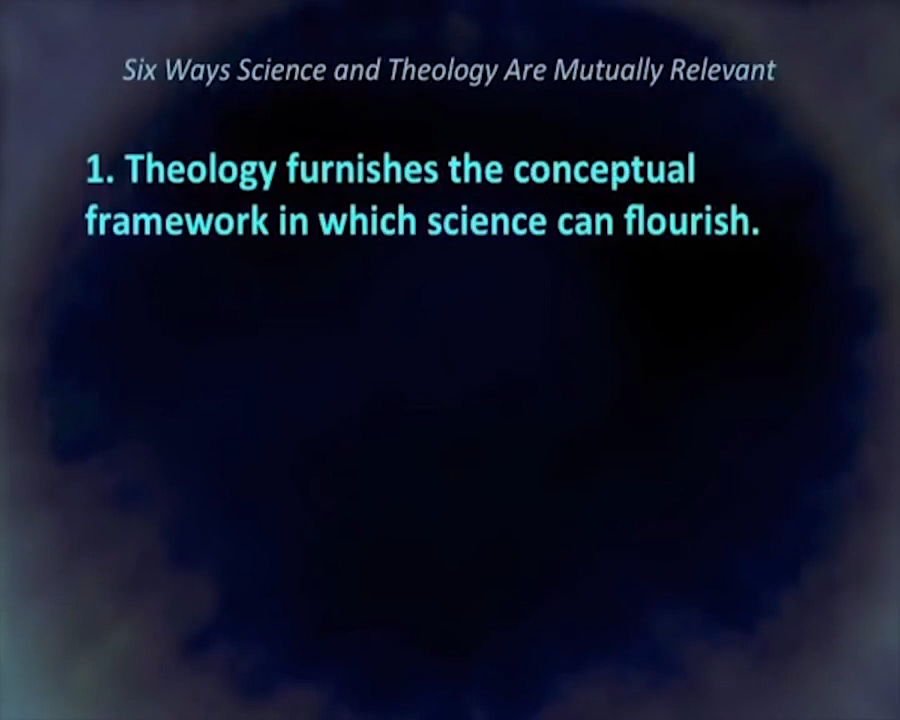 Six Ways Science and Theology Are Mutually Relevant
1. Theology furnishes the conceptual
framework in which science can flourish.